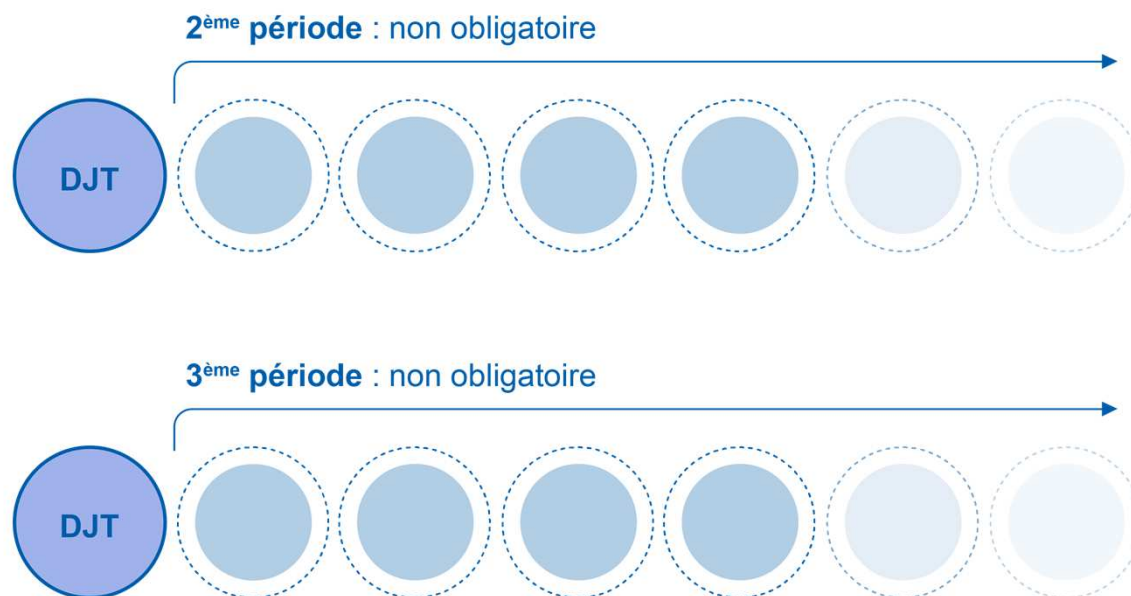 2ème période : non obligatoire
DJT
3ème période : non obligatoire
DJT